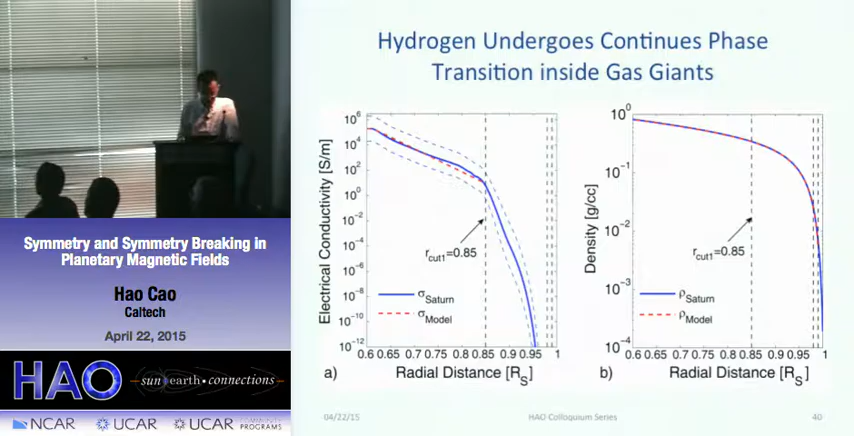 Hydrogen Undergoes Continues Phase
Transition inside Gas Giants
Symmetry and Symmetry Breaking in
Planetary Magnetic Fields
Hao Cao
Caltech
April 22, 2015
HAO
sun earth • connections
NCAR
UCAR
UCAR COMMUNITY
PROGRAMS
Electrical Conductivity [S/m]
10^6
10^4
10^2
10^0
10^-2
10^-4
10^-6
10^-8
10^-10
10^-12
r_cut1=0.85
σ_Saturn
σ_Model
0.6 0.65 0.7 0.75 0.8 0.85 0.9 0.95 1
a) Radial Distance [R_S]
Density [g/cc]
10^0
10^-1
10^-2
10^-3
10^-4
r_cut1=0.85
ρ_Saturn
ρ_Model
0.6 0.65 0.7 0.75 0.8 0.85 0.9 0.95 1
b) Radial Distance [R_S]
04/22/15
HAO Colloquium Series
40